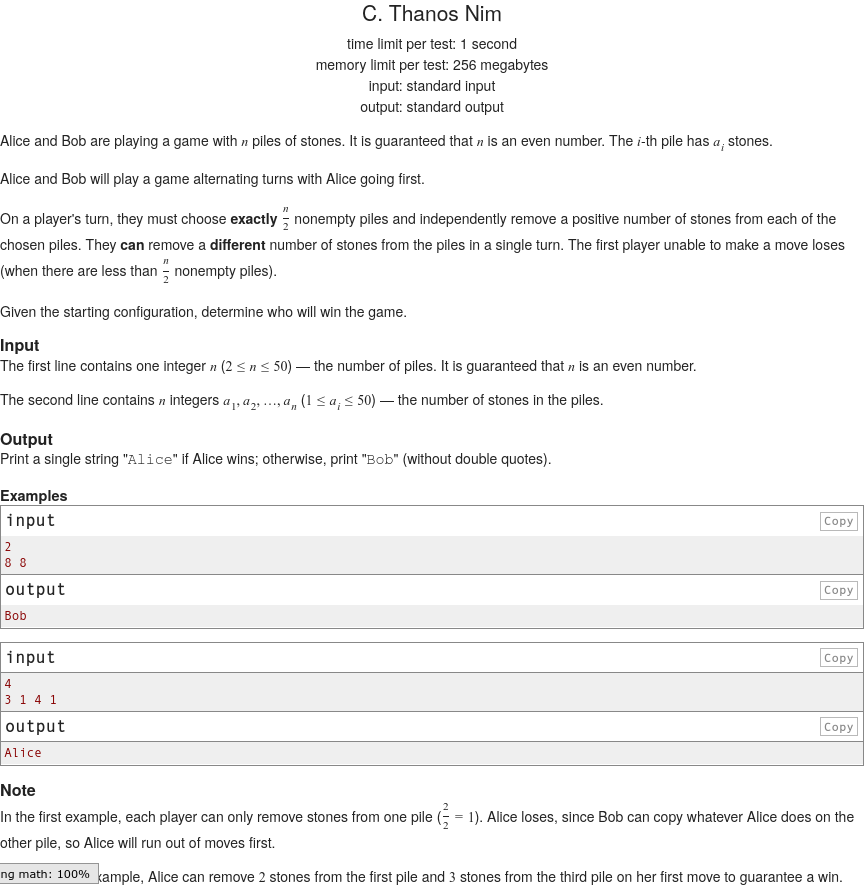 C. Thanos Nim
time limit per test: 1 second
memory limit per test: 256 megabytes
input: standard input
output: standard output
Alice and Bob are playing a game with n piles of stones. It is guaranteed that n is an even number. The i-th pile has a_i stones.
Alice and Bob will play a game alternating turns with Alice going first.
On a player's turn, they must choose exactly n/2 nonempty piles and independently remove a positive number of stones from each of the
chosen piles. They can remove a different number of stones from the piles in a single turn. The first player unable to make a move loses
(when there are less than n/2 nonempty piles).
Given the starting configuration, determine who will win the game.
Input
The first line contains one integer n (2 ≤ n ≤ 50) — the number of piles. It is guaranteed that n is an even number.
The second line contains n integers a_1, a_2, …, a_n (1 ≤ a_i ≤ 50) — the number of stones in the piles.
Output
Print a single string "Alice" if Alice wins; otherwise, print "Bob" (without double quotes).
Examples
input Copy
2
8 8
output Copy
Bob
input Copy
4
3 1 4 1
output Copy
Alice
Note
In the first example, each player can only remove stones from one pile (2/2 = 1). Alice loses, since Bob can copy whatever Alice does on the
other pile, so Alice will run out of moves first.
ng math: 100% xample, Alice can remove 2 stones from the first pile and 3 stones from the third pile on her first move to guarantee a win.